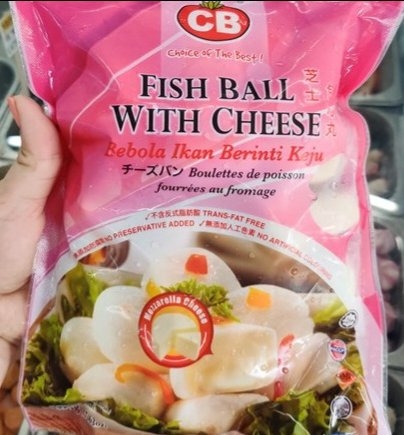 CB
Choice of The Best!
FISH BALL
WITH CHEESE
芝士
丸
Bebola Ikan Berinti Keju
チーズパン Boulettes de poisson
fourrées au fromage
✓不含反式脂肪酸 TRANS-FAT FREE
NO PRESERVATIVE ADDED ✓無添加人工色素 NO ARTIFICIAL COLORING
Mozzarella Cheese